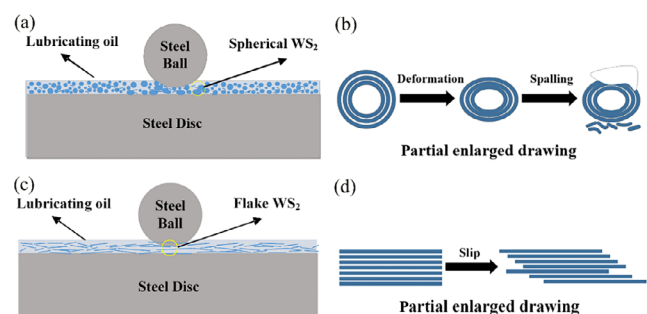 (a)
Lubricating oil
Steel
Ball
Spherical WS₂
Steel Disc
(b)
Deformation
Spalling
Partial enlarged drawing
(c)
Lubricating oil
Steel
Ball
Flake WS₂
Steel Disc
(d)
Slip
Partial enlarged drawing